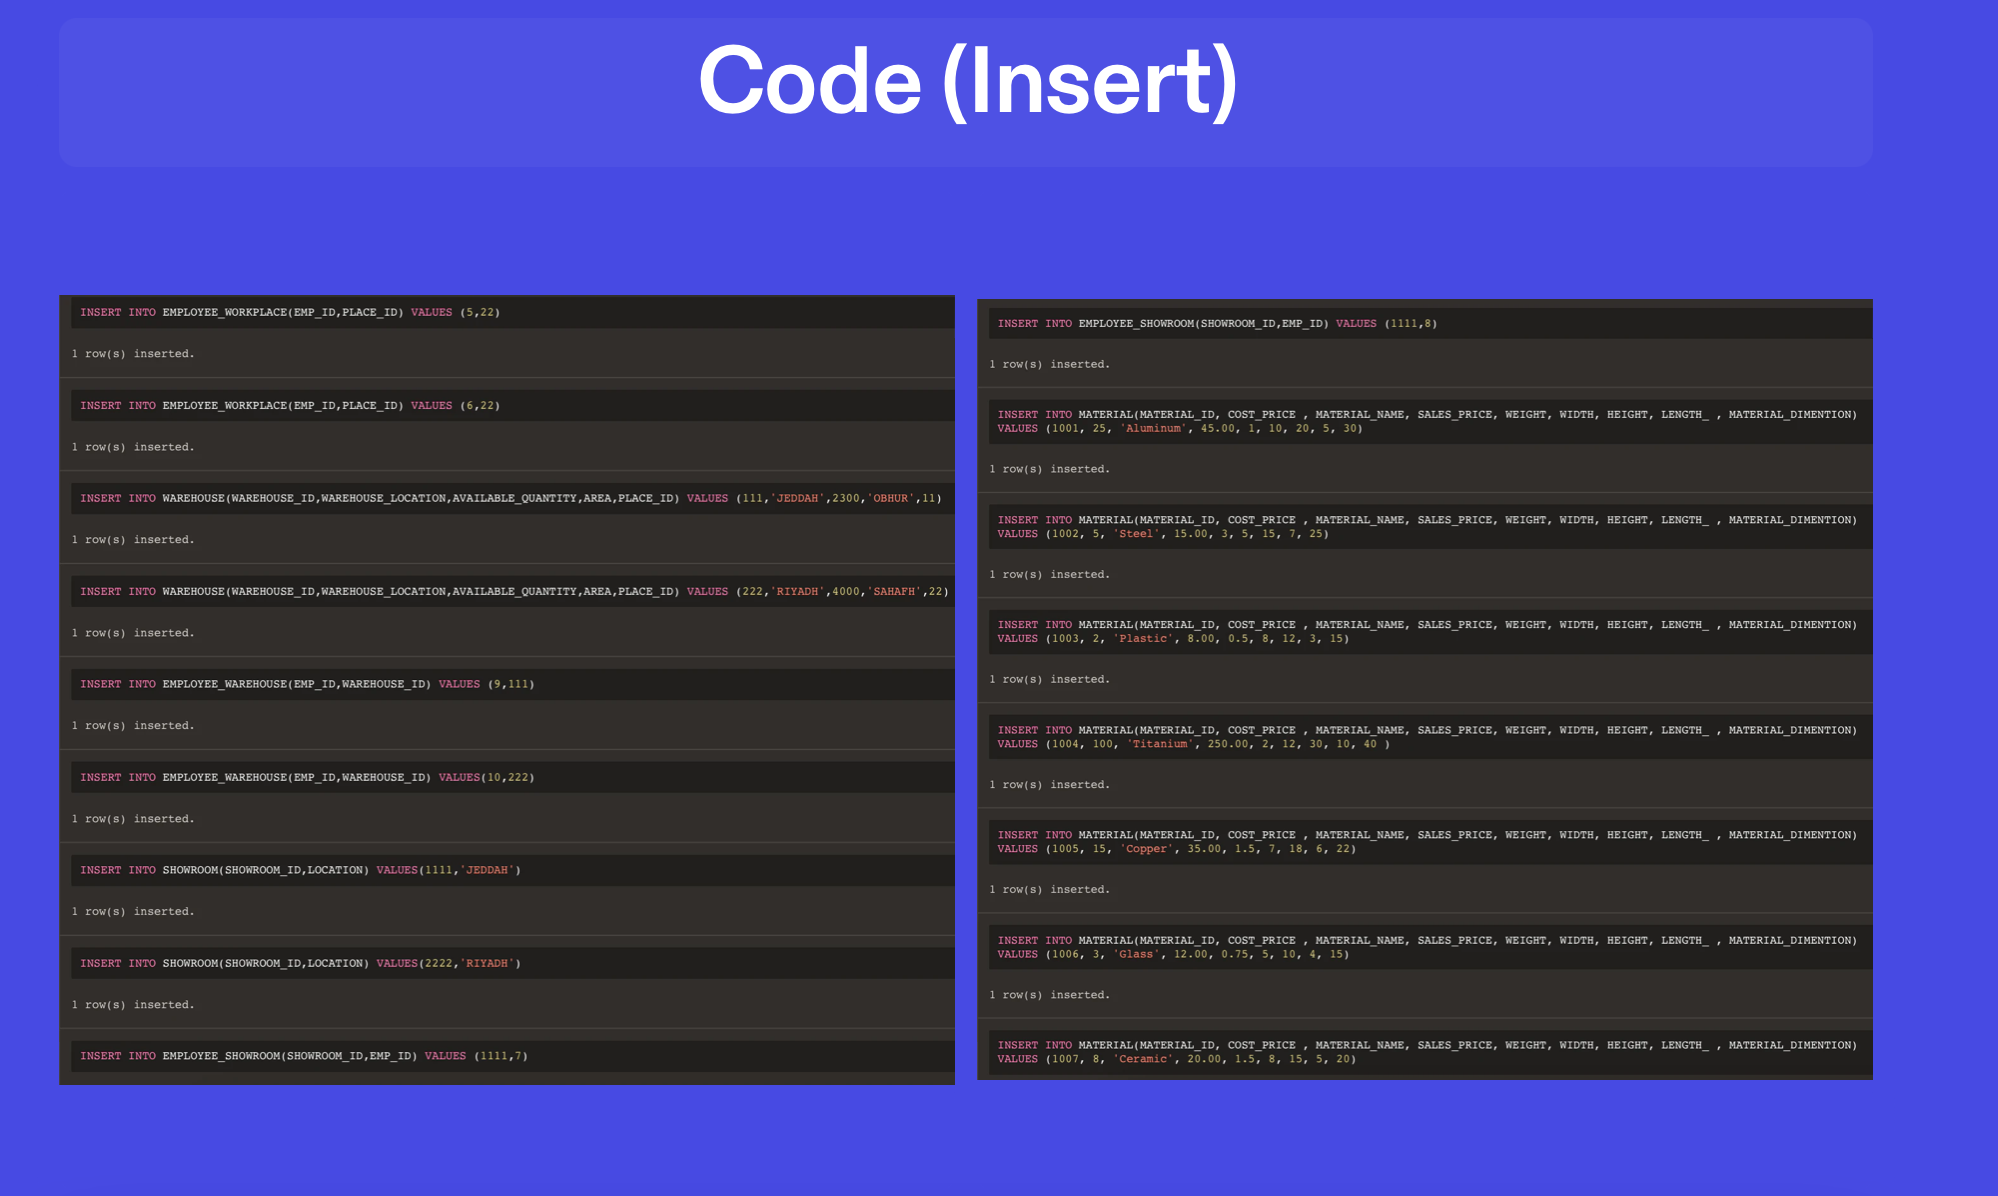 Code (Insert)
INSERT INTO EMPLOYEE_WORKPLACE(EMP_ID,PLACE_ID) VALUES (5,22)
1 row(s) inserted.
INSERT INTO EMPLOYEE_WORKPLACE(EMP_ID,PLACE_ID) VALUES (6,22)
1 row(s) inserted.
INSERT INTO WAREHOUSE(WAREHOUSE_ID,WAREHOUSE_LOCATION,AVAILABLE_QUANTITY,AREA,PLACE_ID) VALUES (111,'JEDDAH',2300,'OBHUR',11)
1 row(s) inserted.
INSERT INTO WAREHOUSE(WAREHOUSE_ID,WAREHOUSE_LOCATION,AVAILABLE_QUANTITY,AREA,PLACE_ID) VALUES (222,'RIYADH',4000,'SAHAFH',22)
1 row(s) inserted.
INSERT INTO EMPLOYEE_WAREHOUSE(EMP_ID,WAREHOUSE_ID) VALUES (9,111)
1 row(s) inserted.
INSERT INTO EMPLOYEE_WAREHOUSE(EMP_ID,WAREHOUSE_ID) VALUES(10,222)
1 row(s) inserted.
INSERT INTO SHOWROOM(SHOWROOM_ID,LOCATION) VALUES(1111,'JEDDAH')
1 row(s) inserted.
INSERT INTO SHOWROOM(SHOWROOM_ID,LOCATION) VALUES(2222,'RIYADH')
1 row(s) inserted.
INSERT INTO EMPLOYEE_SHOWROOM(SHOWROOM_ID,EMP_ID) VALUES (1111,7)
INSERT INTO EMPLOYEE_SHOWROOM(SHOWROOM_ID,EMP_ID) VALUES (1111,8)
1 row(s) inserted.
INSERT INTO MATERIAL(MATERIAL_ID, COST_PRICE , MATERIAL_NAME, SALES_PRICE, WEIGHT, WIDTH, HEIGHT, LENGTH_ , MATERIAL_DIMENTION)
VALUES (1001, 25, 'Aluminum', 45.00, 1, 10, 20, 5, 30)
1 row(s) inserted.
INSERT INTO MATERIAL(MATERIAL_ID, COST_PRICE , MATERIAL_NAME, SALES_PRICE, WEIGHT, WIDTH, HEIGHT, LENGTH_ , MATERIAL_DIMENTION)
VALUES (1002, 5, 'Steel', 15.00, 3, 5, 15, 7, 25)
1 row(s) inserted.
INSERT INTO MATERIAL(MATERIAL_ID, COST_PRICE , MATERIAL_NAME, SALES_PRICE, WEIGHT, WIDTH, HEIGHT, LENGTH_ , MATERIAL_DIMENTION)
VALUES (1003, 2, 'Plastic', 8.00, 0.5, 8, 12, 3, 15)
1 row(s) inserted.
INSERT INTO MATERIAL(MATERIAL_ID, COST_PRICE , MATERIAL_NAME, SALES_PRICE, WEIGHT, WIDTH, HEIGHT, LENGTH_ , MATERIAL_DIMENTION)
VALUES (1004, 100, 'Titanium', 250.00, 2, 12, 30, 10, 40 )
1 row(s) inserted.
INSERT INTO MATERIAL(MATERIAL_ID, COST_PRICE , MATERIAL_NAME, SALES_PRICE, WEIGHT, WIDTH, HEIGHT, LENGTH_ , MATERIAL_DIMENTION)
VALUES (1005, 15, 'Copper', 35.00, 1.5, 7, 18, 6, 22)
1 row(s) inserted.
INSERT INTO MATERIAL(MATERIAL_ID, COST_PRICE , MATERIAL_NAME, SALES_PRICE, WEIGHT, WIDTH, HEIGHT, LENGTH_ , MATERIAL_DIMENTION)
VALUES (1006, 3, 'Glass', 12.00, 0.75, 5, 10, 4, 15)
1 row(s) inserted.
INSERT INTO MATERIAL(MATERIAL_ID, COST_PRICE , MATERIAL_NAME, SALES_PRICE, WEIGHT, WIDTH, HEIGHT, LENGTH_ , MATERIAL_DIMENTION)
VALUES (1007, 8, 'Ceramic', 20.00, 1.5, 8, 15, 5, 20)